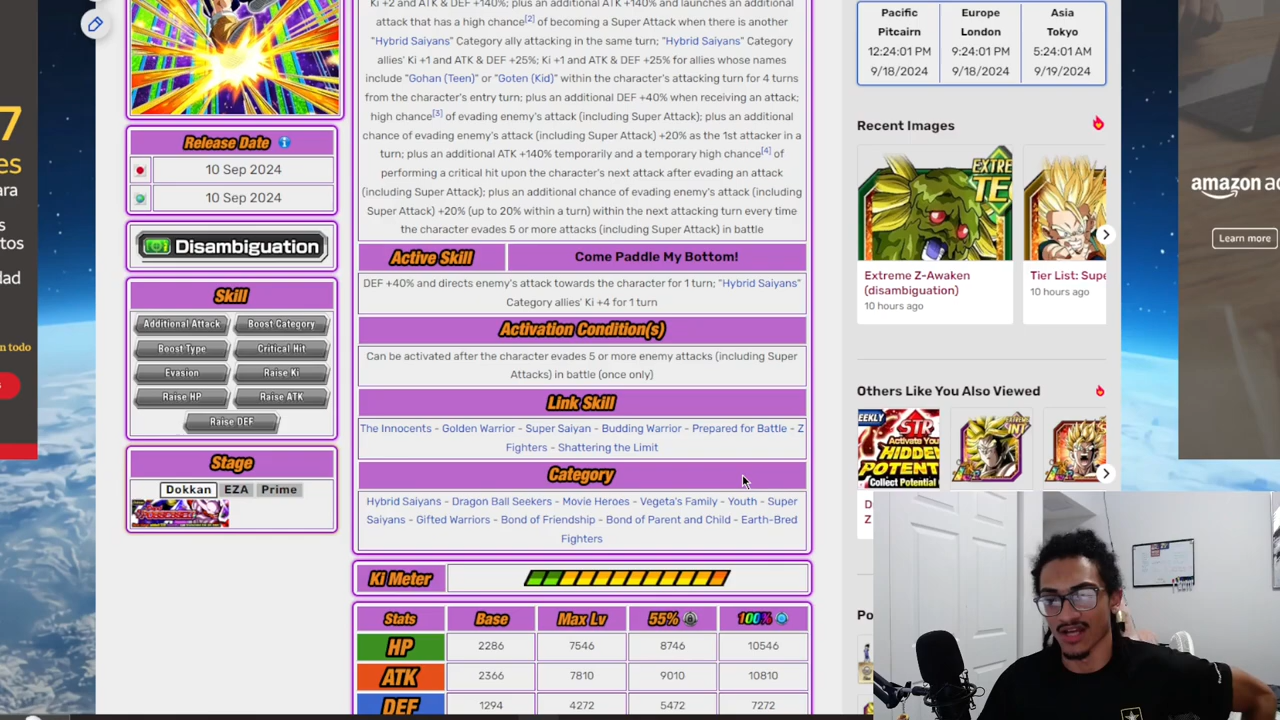 7
es
ara
s
tos
idad
n todo
s
Release Date
10 Sep 2024
10 Sep 2024
Disambiguation
Skill
Additional Attack
Boost Category
Boost Type
Critical Hit
Evasion
Raise Ki
Raise HP
Raise ATK
Raise DEF
Stage
Dokkan
EZA
Prime
Ki +2 and ATK & DEF +140%; plus an additional ATK +140% and launches an additional
attack that has a high chance[2] of becoming a Super Attack when there is another
"Hybrid Saiyans" Category ally attacking in the same turn; "Hybrid Saiyans" Category
allies' Ki +1 and ATK & DEF +25%; Ki +1 and ATK & DEF +25% for allies whose names
include "Gohan (Teen)" or "Goten (Kid)" within the character's attacking turn for 4 turns
from the character's entry turn; plus an additional DEF +40% when receiving an attack;
high chance[3] of evading enemy's attack (including Super Attack); plus an additional
chance of evading enemy's attack (including Super Attack) +20% as the 1st attacker in a
turn; plus an additional ATK +140% temporarily and a temporary high chance[4] of
performing a critical hit upon the character's next attack after evading an attack
(including Super Attack); plus an additional chance of evading enemy's attack (including
Super Attack) +20% (up to 20% within a turn) within the next attacking turn every time
the character evades 5 or more attacks (including Super Attack) in battle
Active Skill
Come Paddle My Bottom!
DEF +40% and directs enemy's attack towards the character for 1 turn; "Hybrid Saiyans"
Category allies' Ki +4 for 1 turn
Activation Condition(s)
Can be activated after the character evades 5 or more enemy attacks (including Super
Attacks) in battle (once only)
Link Skill
The Innocents - Golden Warrior - Super Saiyan - Budding Warrior - Prepared for Battle - Z
Fighters - Shattering the Limit
Category
Hybrid Saiyans - Dragon Ball Seekers - Movie Heroes - Vegeta's Family - Youth - Super
Saiyans - Gifted Warriors - Bond of Friendship - Bond of Parent and Child - Earth-Bred
Fighters
Ki Meter
Stats Base Max Lv 55% 100%
HP 2286 7546 8746 10546
ATK 2366 7810 9010 10810
DEF 1294 4272 5472 7272
Pacific Europe Asia
Pitcairn London Tokyo
12:24:01 PM 9:24:01 PM 5:24:01 AM
9/18/2024 9/18/2024 9/19/2024
Recent Images
EXTRE
TE
Extreme Z-Awaken
(disambiguation)
10 hours ago
Tier List: Supe
10 hours ago
Others Like You Also Viewed
WEEKLY
STR
Activate You
HIDDEN
POTENT
Collect Potential
D
Z
Po
amazon ad
Learn more